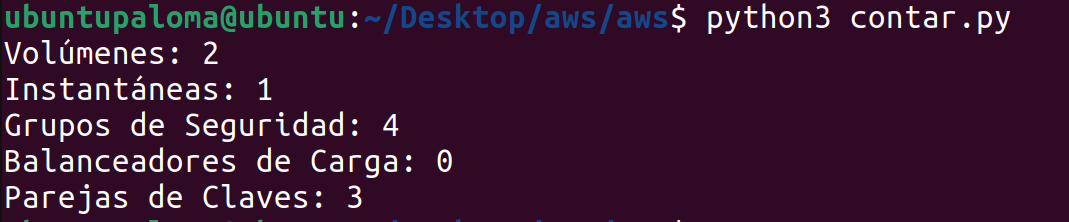 ubuntupaloma@ubuntu:~/Desktop/aws/aws$ python3 contar.py
Volúmenes: 2
Instantáneas: 1
Grupos de Seguridad: 4
Balanceadores de Carga: 0
Parejas de Claves: 3